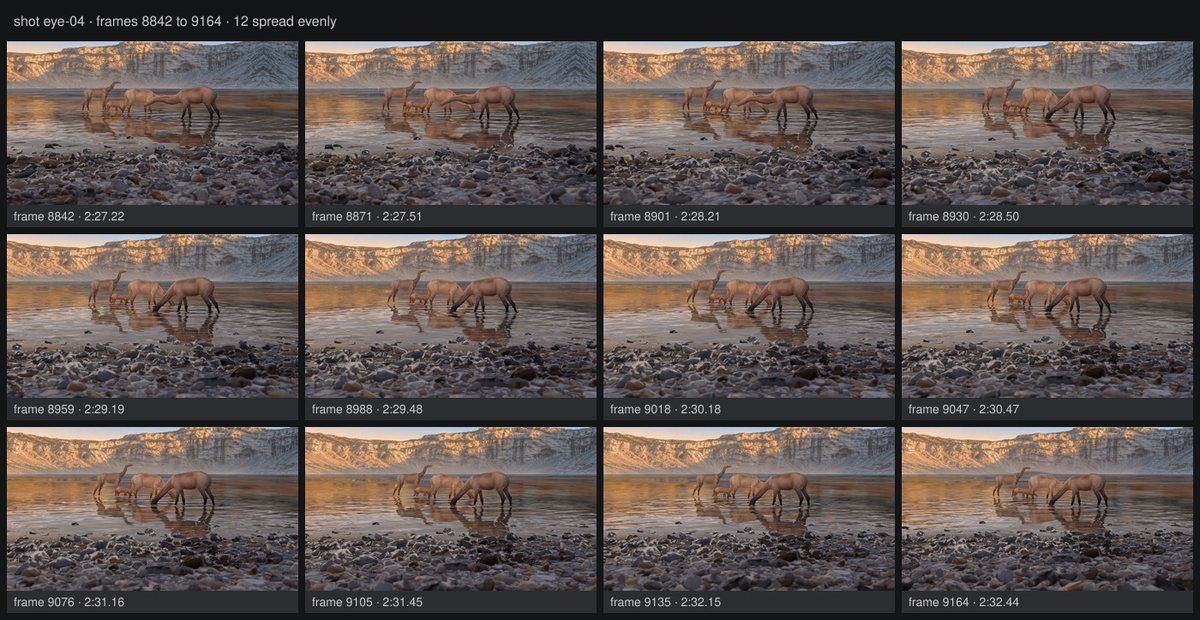 shot eye-04 · frames 8842 to 9164 · 12 spread evenly
frame 8842 · 2:27.22
frame 8871 · 2:27.51
frame 8901 · 2:28.21
frame 8930 · 2:28.50
frame 8959 · 2:29.19
frame 8988 · 2:29.48
frame 9018 · 2:30.18
frame 9047 · 2:30.47
frame 9076 · 2:31.16
frame 9105 · 2:31.45
frame 9135 · 2:32.15
frame 9164 · 2:32.44